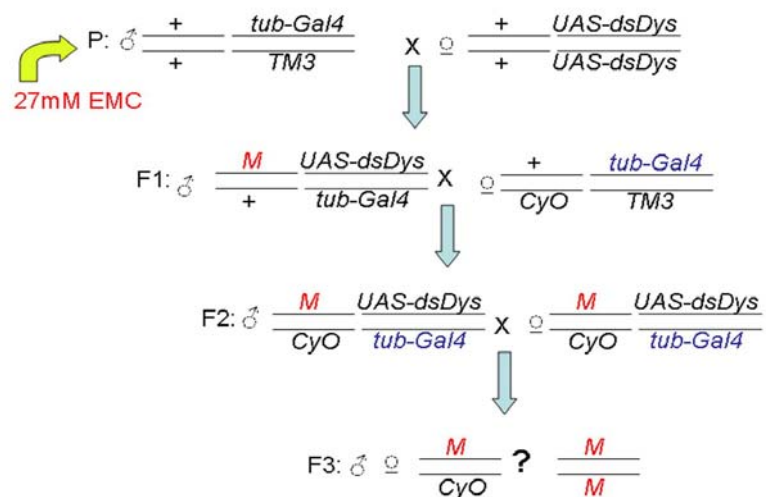 P: ♂ + tub-Gal4 X ♀ + UAS-dsDys
+ TM3 + UAS-dsDys
27mM EMC
F1: ♂ M UAS-dsDys X ♀ + tub-Gal4
+ tub-Gal4 CyO TM3
F2: ♂ M UAS-dsDys X ♀ M UAS-dsDys
CyO tub-Gal4 CyO tub-Gal4
F3: ♂ ♀ M ? M
CyO M